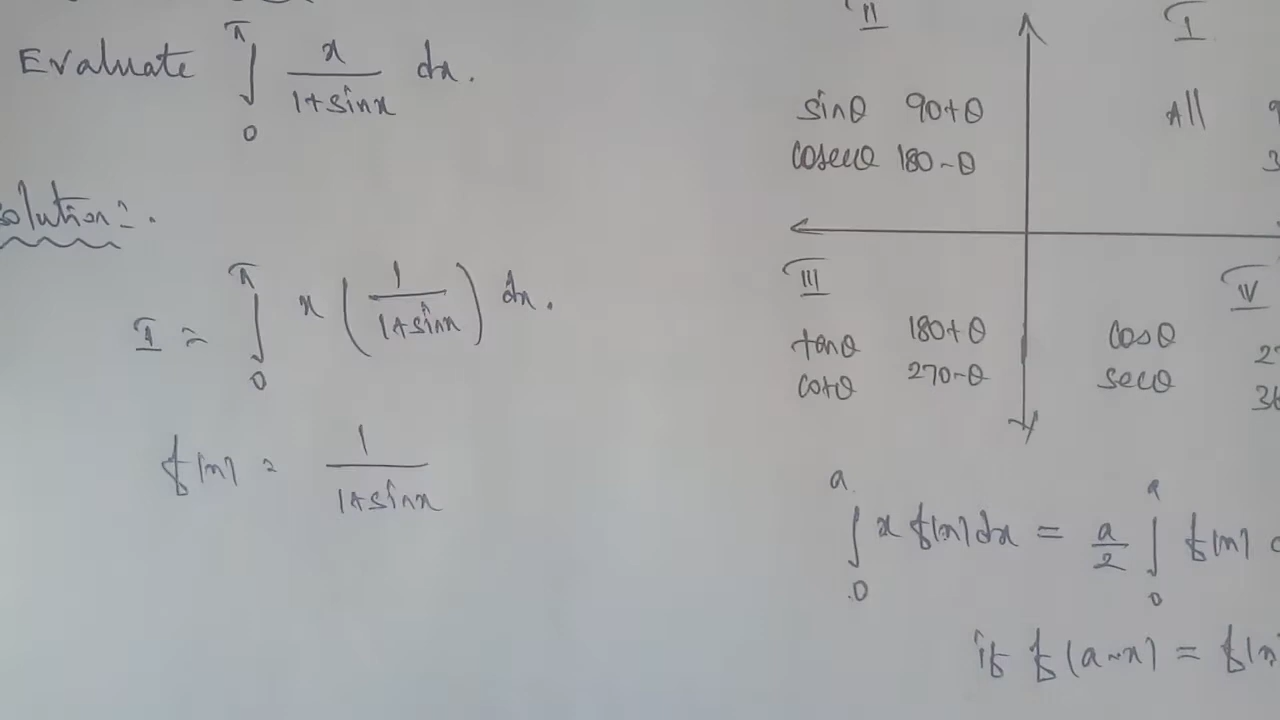 Evaluate ∫₀^π x/(1+sinx) dx.
Solution:-.
I = ∫₀^π x (1/(1+sinx)) dx.
f(x) = 1/(1+sinx)
II I
sinθ 90+θ All
cosecθ 180-θ
III IV
tanθ 180+θ cosθ
cotθ 270-θ secθ
∫₀^a x f(x) dx = a/2 ∫₀^a f(x)
if f(a-x) = f(x)